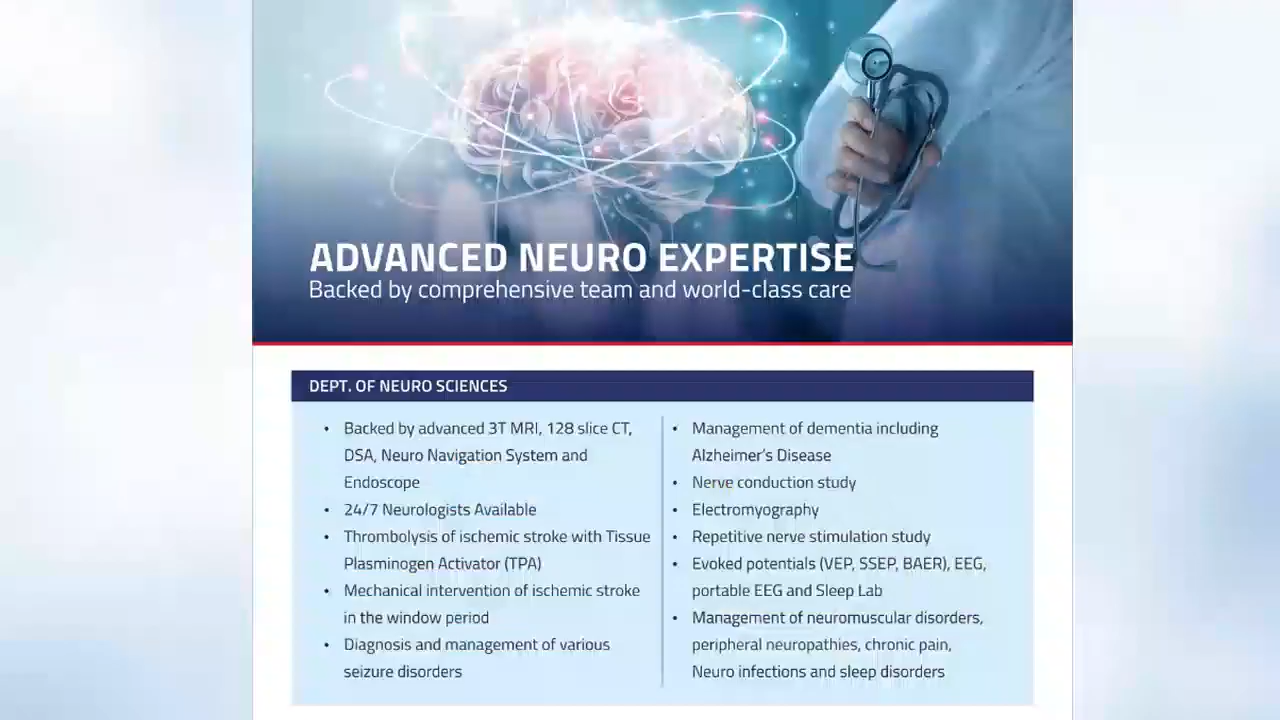 ADVANCED NEURO EXPERTISE
Backed by comprehensive team and world-class care
DEPT. OF NEURO SCIENCES
• Backed by advanced 3T MRI, 128 slice CT,
DSA, Neuro Navigation System and
Endoscope
• 24/7 Neurologists Available
• Thrombolysis of ischemic stroke with Tissue
Plasminogen Activator (TPA)
• Mechanical intervention of ischemic stroke
in the window period
• Diagnosis and management of various
seizure disorders
• Management of dementia including
Alzheimer's Disease
• Nerve conduction study
• Electromyography
• Repetitive nerve stimulation study
• Evoked potentials (VEP, SSEP, BAER), EEG,
portable EEG and Sleep Lab
• Management of neuromuscular disorders,
peripheral neuropathies, chronic pain,
Neuro infections and sleep disorders